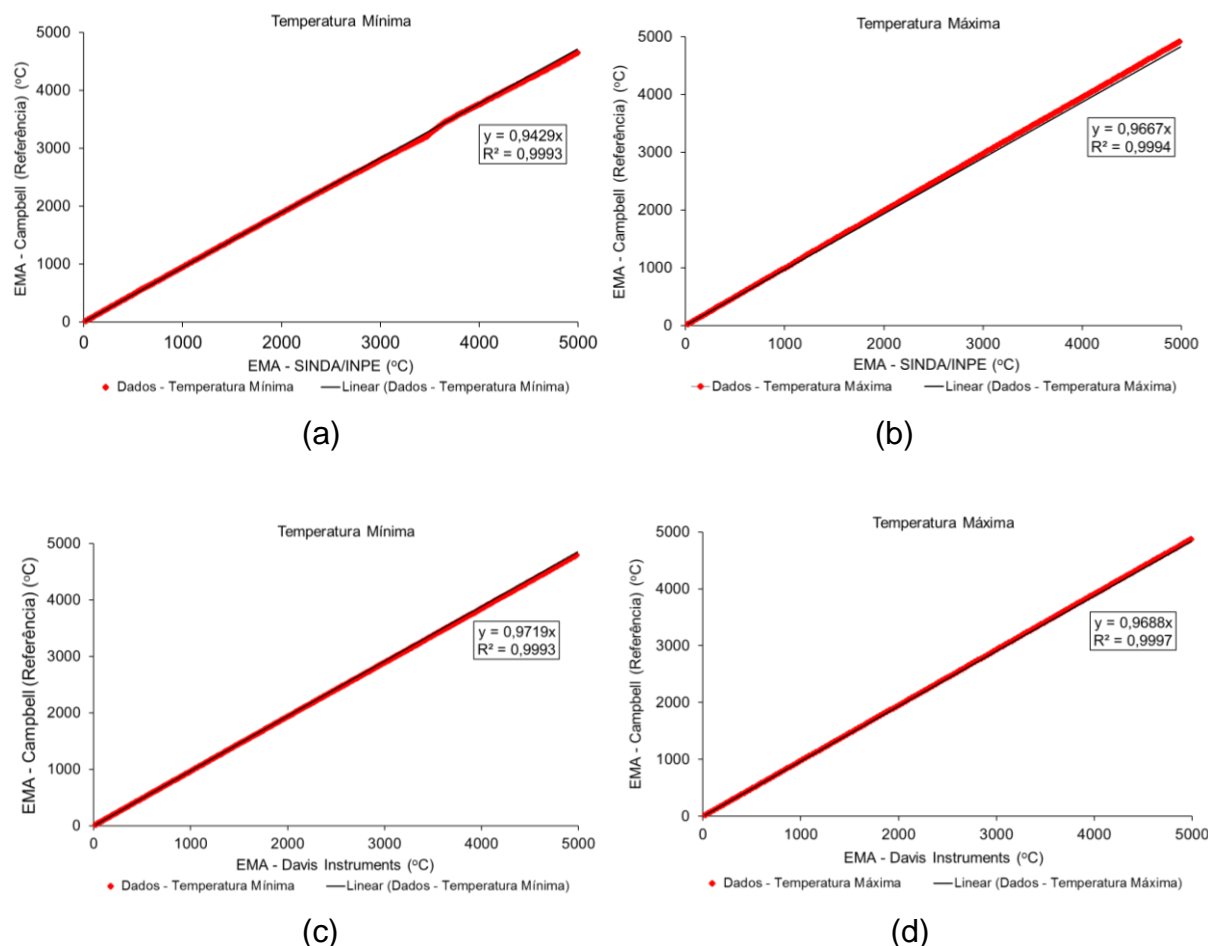 Temperatura Mínima
5000
4000
3000
2000
1000
0
EMA - Campbell (Referência) (ºC)
y = 0,9429x
R² = 0,9993
0 1000 2000 3000 4000 5000
EMA - SINDA/INPE (ºC)
Dados - Temperatura Mínima Linear (Dados - Temperatura Mínima)
(a)
Temperatura Máxima
5000
4000
3000
2000
1000
0
EMA - Campbell (Referência) (ºC)
y = 0,9667x
R² = 0,9994
0 1000 2000 3000 4000 5000
EMA - SINDA/INPE (ºC)
Dados - Temperatura Máxima Linear (Dados - Temperatura Máxima)
(b)
Temperatura Mínima
5000
4000
3000
2000
1000
0
EMA - Campbell (Referência) (ºC)
y = 0,9719x
R² = 0,9993
0 1000 2000 3000 4000 5000
EMA - Davis Instruments (ºC)
Dados - Temperatura Mínima Linear (Dados - Temperatura Mínima)
(c)
Temperatura Máxima
5000
4000
3000
2000
1000
0
EMA - Campbell (Referência) (ºC)
y = 0,9688x
R² = 0,9997
0 1000 2000 3000 4000 5000
EMA - Davis Instruments (ºC)
Dados - Temperatura Máxima Linear (Dados - Temperatura Máxima)
(d)